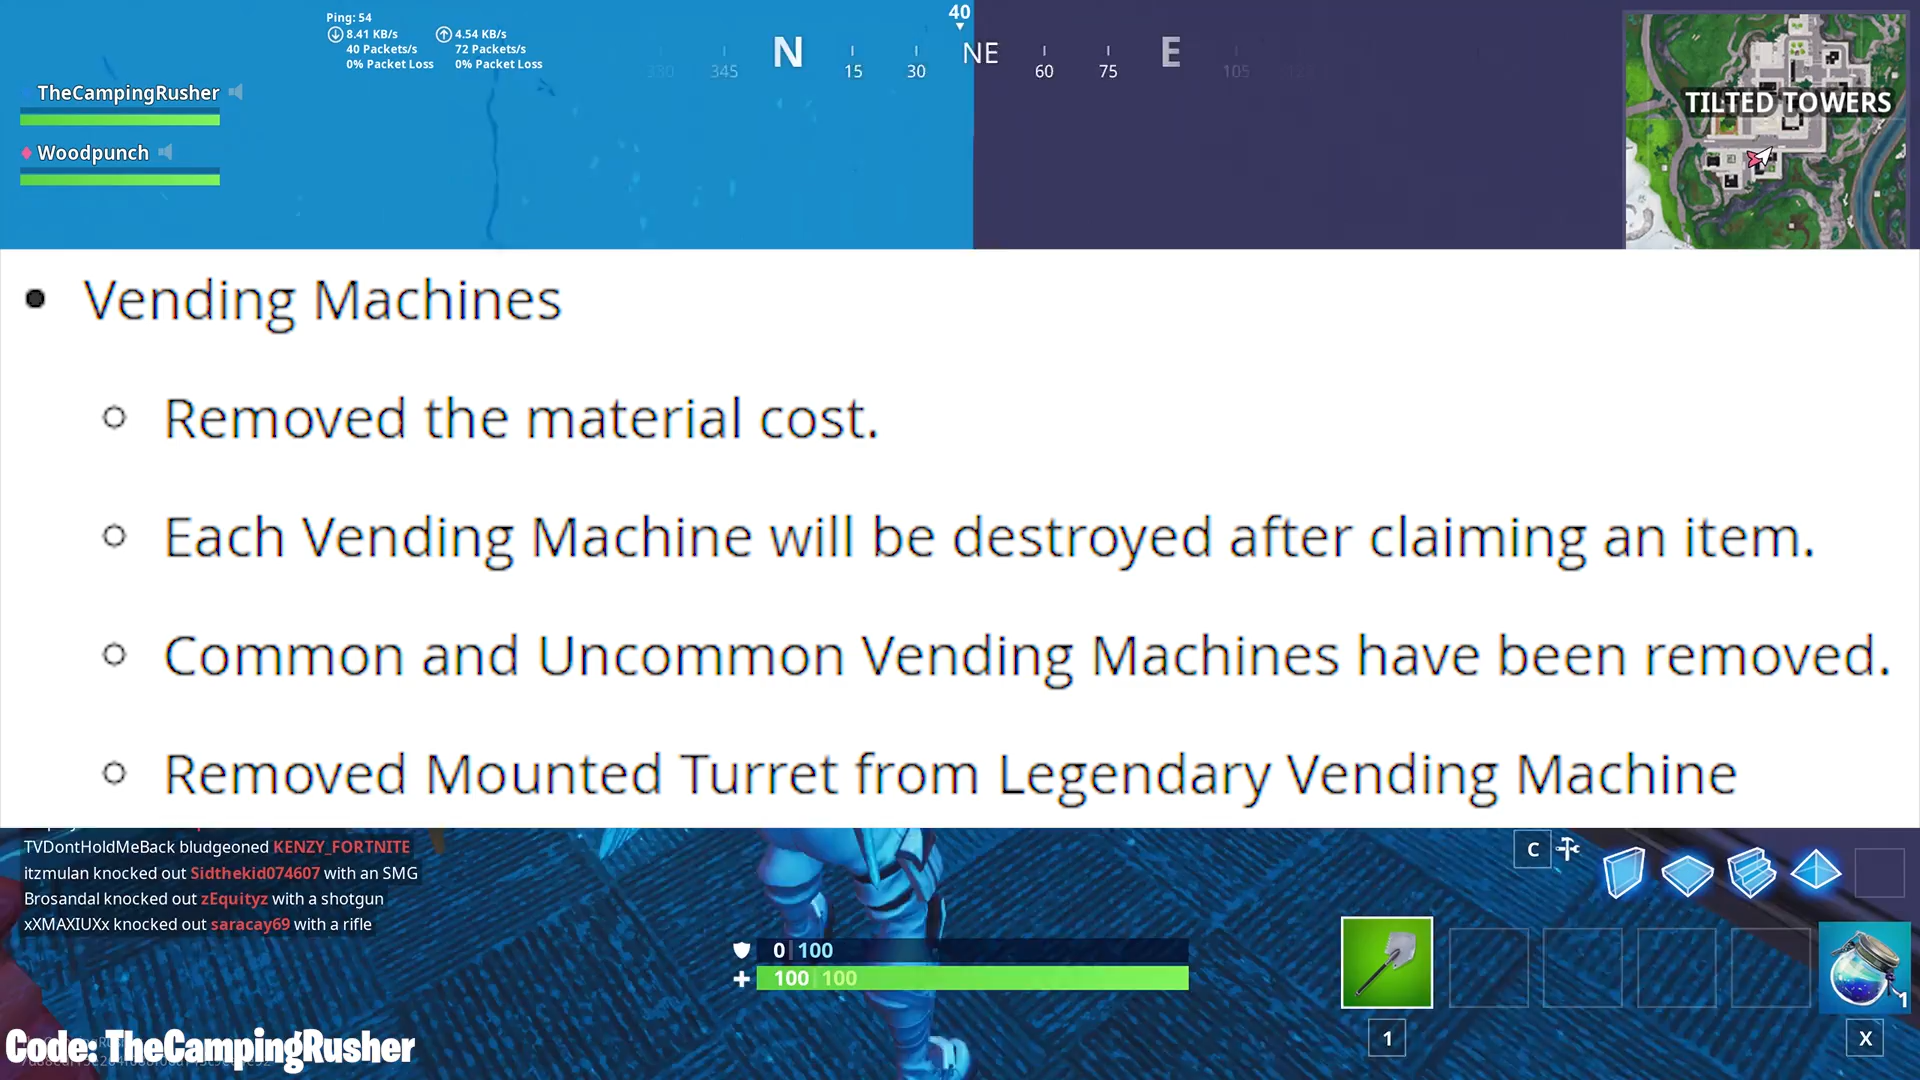 Ping: 54
8.41 KB/s 4.54 KB/s
40 Packets/s 72 Packets/s
0% Packet Loss 0% Packet Loss
40
330 345 N 15 30 NE 60 75 E 105
TheCampingRusher
Woodpunch
TILTED TOWERS
• Vending Machines
○ Removed the material cost.
○ Each Vending Machine will be destroyed after claiming an item.
○ Common and Uncommon Vending Machines have been removed.
○ Removed Mounted Turret from Legendary Vending Machine
TVDontHoldMeBack bludgeoned KENZY_FORTNITE
itzmulan knocked out Sidthekid074607 with an SMG
Brosandal knocked out zEquityz with a shotgun
xXMAXIUXx knocked out saracay69 with a rifle
C
0 | 100
100 | 100
1
1 X
Code: TheCampingRusher